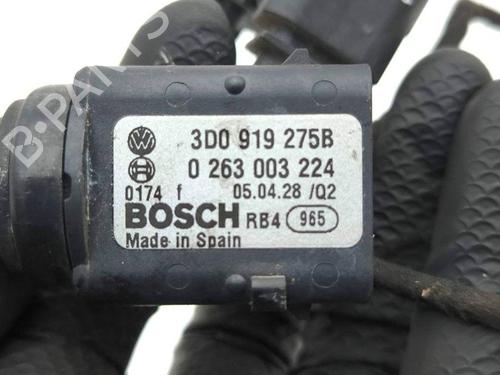 B-PARTS
3D0 919 275B
0 263 003 224
0174 f 05.04.28 /Q2
BOSCH RB4 965
Made in Spain